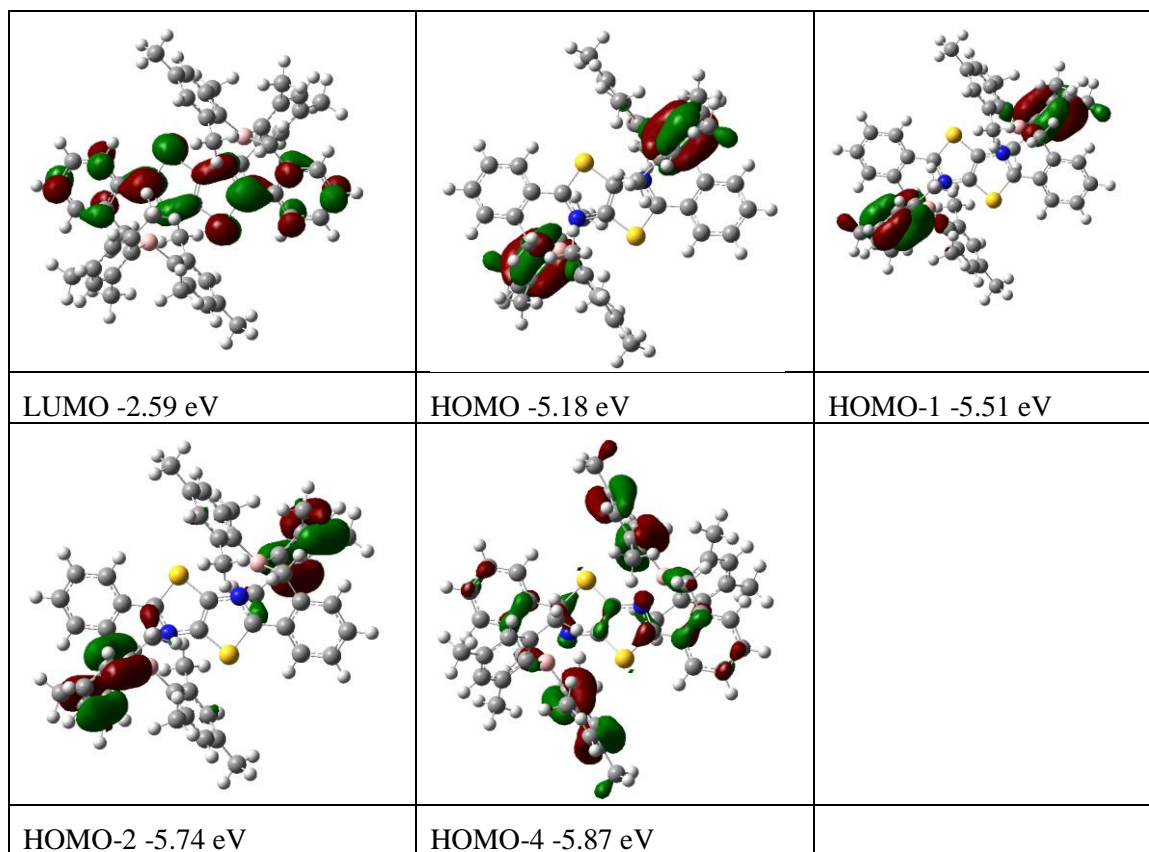 LUMO -2.59 eV
HOMO -5.18 eV
HOMO-1 -5.51 eV
HOMO-2 -5.74 eV
HOMO-4 -5.87 eV